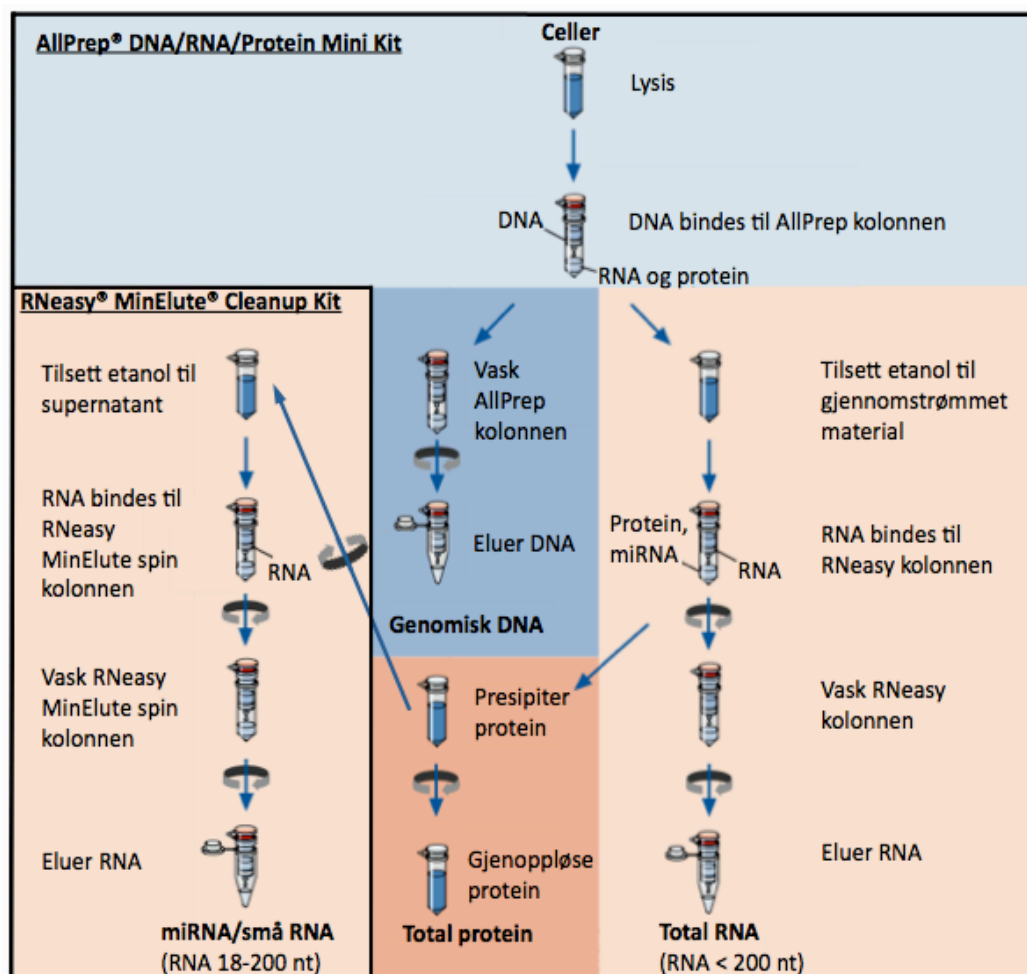 AllPrep® DNA/RNA/Protein Mini Kit
Celler
Lysis
DNA
DNA bindes til AllPrep kolonnen
RNA og protein
RNeasy® MinElute® Cleanup Kit
Tilsett etanol til
supernatant
RNA bindes til
RNeasy
MinElute spin
kolonnen
RNA
Vask RNeasy
MinElute spin
kolonnen
Eluer RNA
miRNA/små RNA
(RNA 18-200 nt)
Vask
AllPrep
kolonnen
Eluer DNA
Genomisk DNA
Presipiter
protein
Gjenoppløse
protein
Total protein
Tilsett etanol til
gjennomstrømmet
material
Protein,
miRNA
RNA
RNA bindes til
RNeasy kolonnen
Vask RNeasy
kolonnen
Eluer RNA
Total RNA
(RNA < 200 nt)